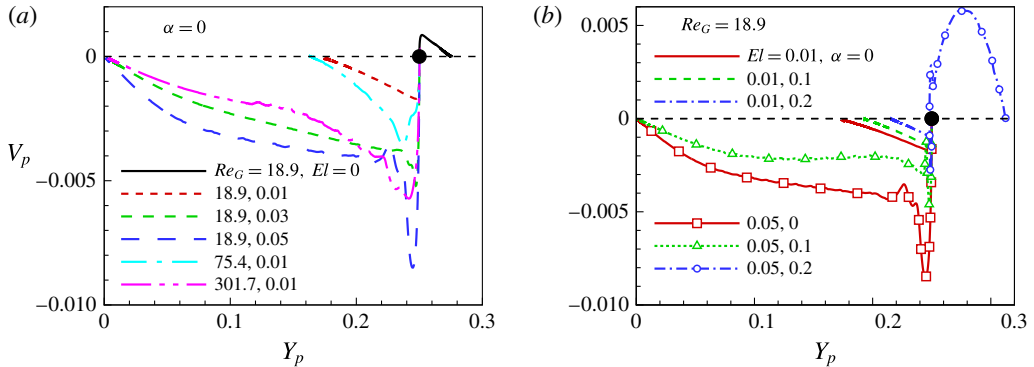 (a)
α=0
0
−0.005
−0.010
V_p
Re_G = 18.9, El = 0
18.9, 0.01
18.9, 0.03
18.9, 0.05
75.4, 0.01
301.7, 0.01
0 0.1 0.2 0.3
Y_p
(b)
Re_G = 18.9
0.005
0
−0.005
−0.010
El = 0.01, α = 0
0.01, 0.1
0.01, 0.2
0.05, 0
0.05, 0.1
0.05, 0.2
0 0.1 0.2 0.3
Y_p